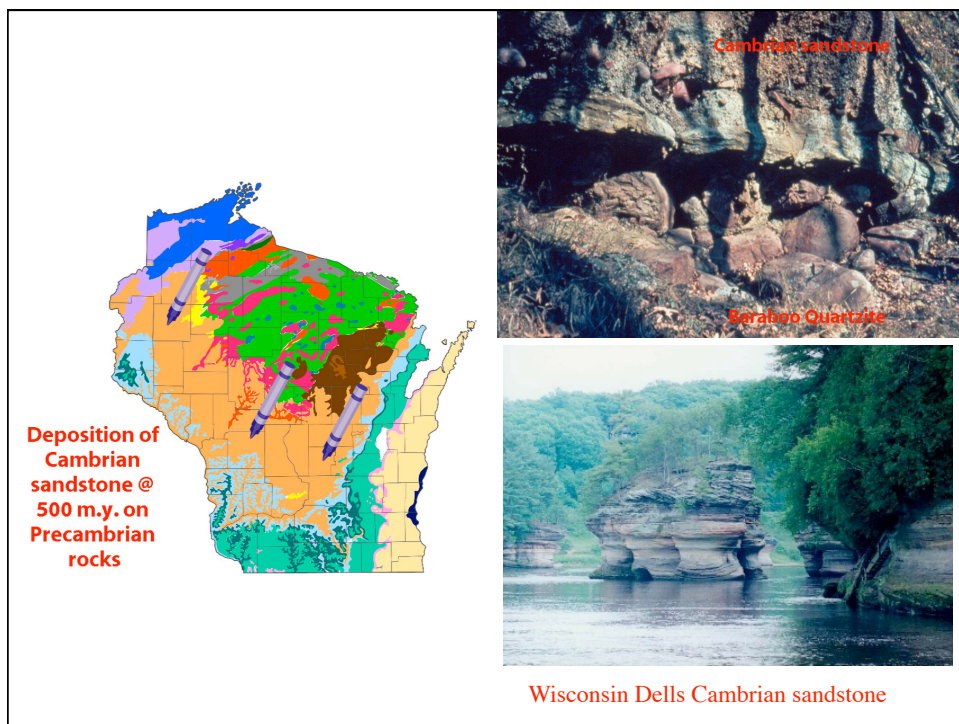 Cambrian sandstone
Baraboo Quartzite
Deposition of
Cambrian
sandstone @
500 m.y. on
Precambrian
rocks
Wisconsin Dells Cambrian sandstone